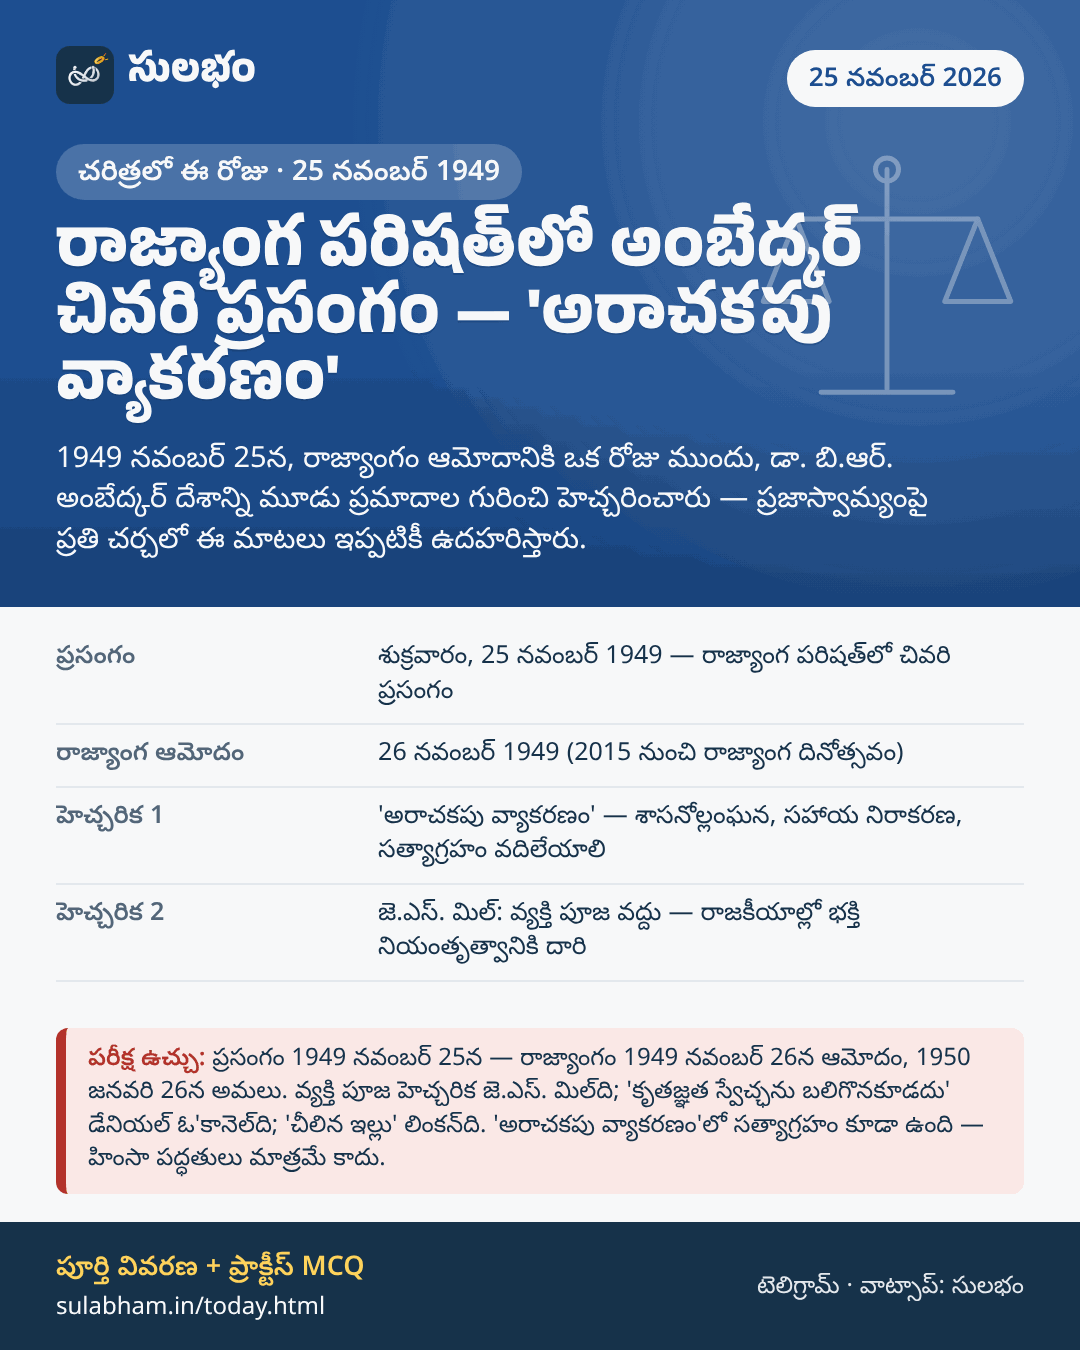 సులభం
25 నవంబర్ 2026
చరిత్రలో ఈ రోజు · 25 నవంబర్ 1949
రాజ్యాంగ పరిషత్‌లో అంబేద్కర్
చివరి ప్రసంగం — 'అరాచకపు
వ్యాకరణం'
1949 నవంబర్ 25న, రాజ్యాంగం ఆమోదానికి ఒక రోజు ముందు, డా. బి.ఆర్.
అంబేద్కర్ దేశాన్ని మూడు ప్రమాదాల గురించి హెచ్చరించారు — ప్రజాస్వామ్యంపై
ప్రతి చర్చలో ఈ మాటలు ఇప్పటికీ ఉదహరిస్తారు.
ప్రసంగం
శుక్రవారం, 25 నవంబర్ 1949 — రాజ్యాంగ పరిషత్‌లో చివరి
ప్రసంగం
రాజ్యాంగ ఆమోదం
26 నవంబర్ 1949 (2015 నుంచి రాజ్యాంగ దినోత్సవం)
హెచ్చరిక 1
'అరాచకపు వ్యాకరణం' — శాసనోల్లంఘన, సహాయ నిరాకరణ,
సత్యాగ్రహం వదిలేయాలి
హెచ్చరిక 2
జె.ఎస్. మిల్: వ్యక్తి పూజ వద్దు — రాజకీయాల్లో భక్తి
నియంతృత్వానికి దారి
పరీక్ష ఉచ్చు: ప్రసంగం 1949 నవంబర్ 25న — రాజ్యాంగం 1949 నవంబర్ 26న ఆమోదం, 1950
జనవరి 26న అమలు. వ్యక్తి పూజ హెచ్చరిక జె.ఎస్. మిల్‌ది; 'కృతజ్ఞత స్వేచ్ఛను బలిగొనకూడదు'
డేనియల్ ఓ'కానెల్‌ది; 'చీలిన ఇల్లు' లింకన్‌ది. 'అరాచకపు వ్యాకరణం'లో సత్యాగ్రహం కూడా ఉంది —
హింసా పద్ధతులు మాత్రమే కాదు.
పూర్తి వివరణ + ప్రాక్టీస్ MCQ
sulabham.in/today.html
టెలిగ్రామ్ · వాట్సాప్: సులభం